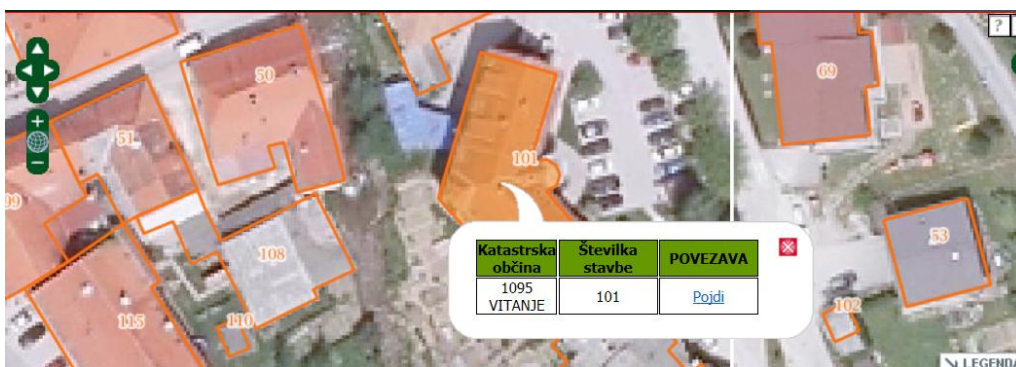 ?
50
69
51
101
99
53
108
Katastrska
občina
Številka
stavbe
POVEZAVA
1095
VITANJE
101
Pojdi
102
115
110
LEGENDA